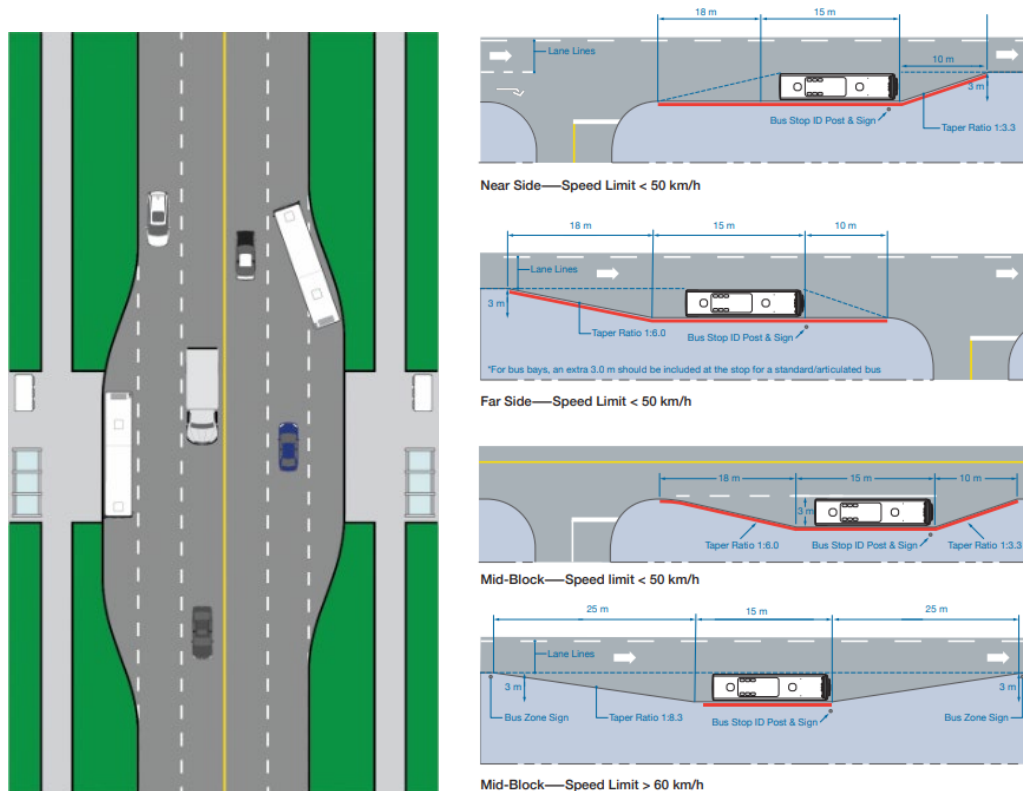 18 m
15 m
Lane Lines
10 m
3 m
Bus Stop ID Post & Sign
Taper Ratio 1:3.3
Near Side—Speed Limit < 50 km/h
18 m
15 m
10 m
Lane Lines
3 m
Taper Ratio 1:6.0
Bus Stop ID Post & Sign
*For bus bays, an extra 3.0 m should be included at the stop for a standard/articulated bus
Far Side—Speed Limit < 50 km/h
18 m
15 m
10 m
3 m
Taper Ratio 1:6.0
Bus Stop ID Post & Sign
Taper Ratio 1:3.3
Mid-Block—Speed limit < 50 km/h
25 m
15 m
25 m
Lane Lines
3 m
3 m
Bus Zone Sign
Taper Ratio 1:8.3
Bus Stop ID Post & Sign
Bus Zone Sign
Mid-Block—Speed Limit > 60 km/h